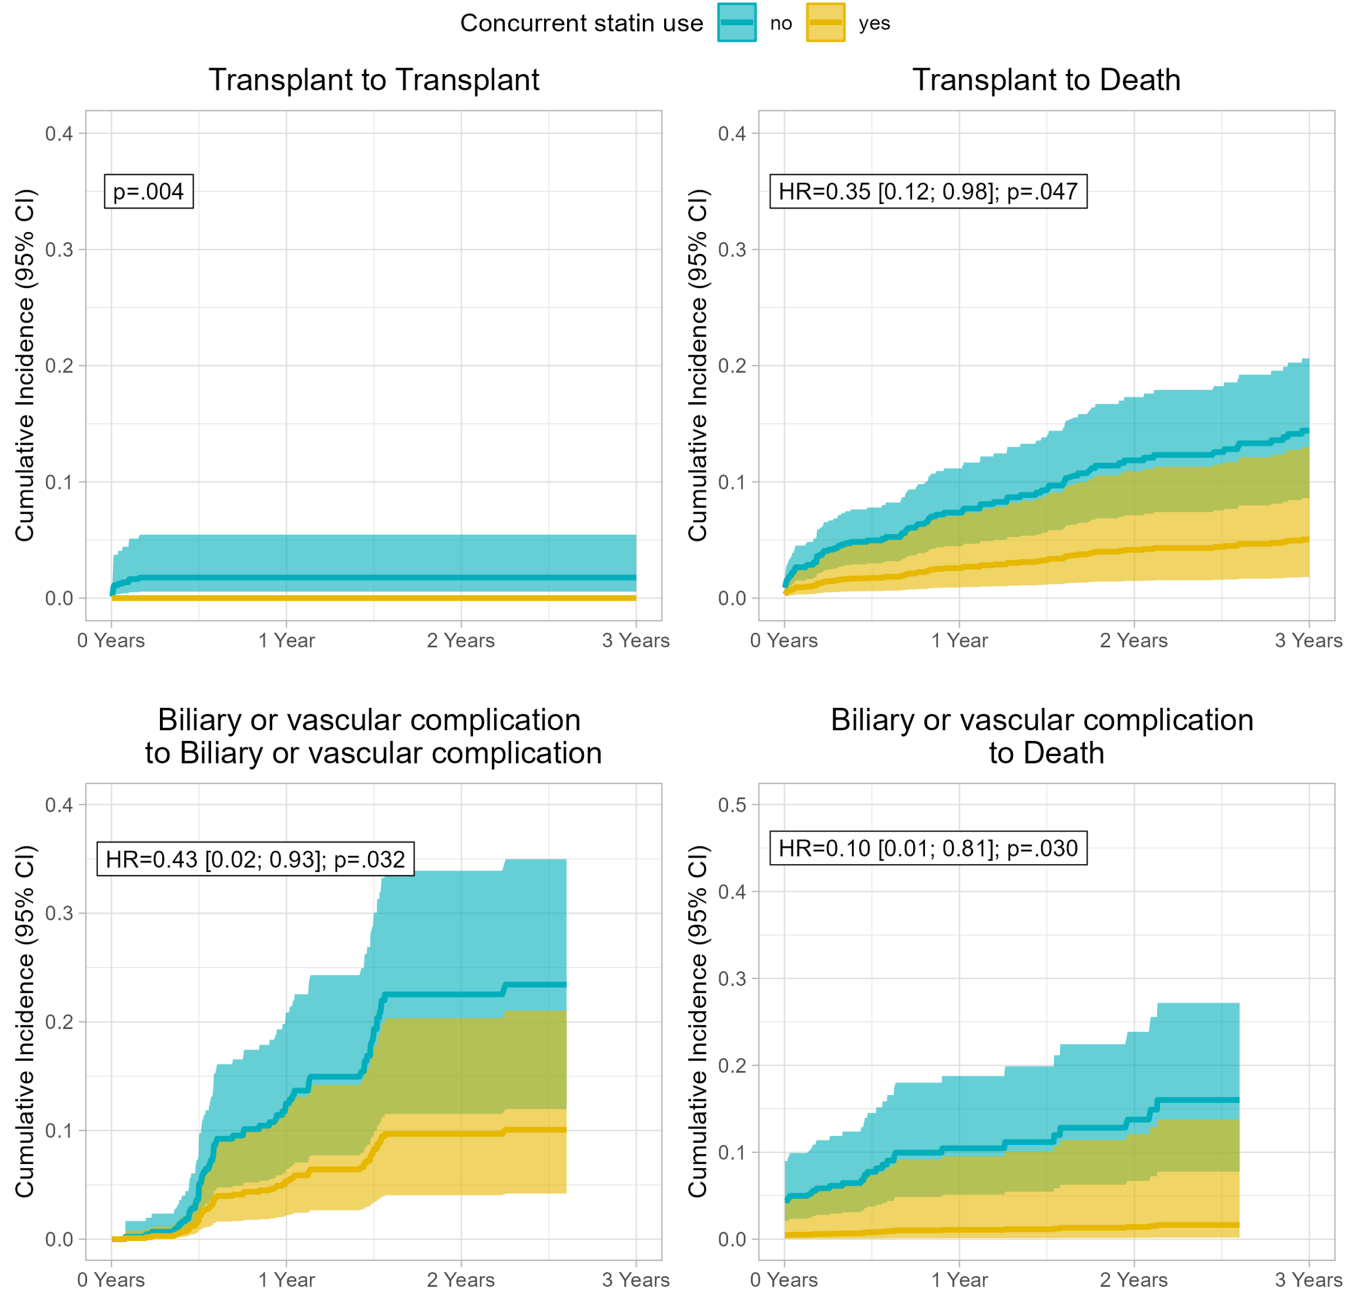 Concurrent statin use no yes
Transplant to Transplant
Cumulative Incidence (95% CI)
0.4
0.3
0.2
0.1
0.0
p=.004
0 Years 1 Year 2 Years 3 Years
Transplant to Death
Cumulative Incidence (95% CI)
0.4
0.3
0.2
0.1
0.0
HR=0.35 [0.12; 0.98]; p=.047
0 Years 1 Year 2 Years 3 Years
Biliary or vascular complication
to Biliary or vascular complication
Cumulative Incidence (95% CI)
0.4
0.3
0.2
0.1
0.0
HR=0.43 [0.02; 0.93]; p=.032
0 Years 1 Year 2 Years 3 Years
Biliary or vascular complication
to Death
Cumulative Incidence (95% CI)
0.5
0.4
0.3
0.2
0.1
0.0
HR=0.10 [0.01; 0.81]; p=.030
0 Years 1 Year 2 Years 3 Years